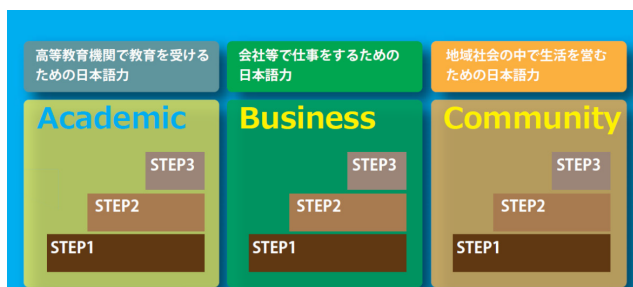 高等教育機関で教育を受ける
ための日本語力
会社等で仕事をするための
日本語力
地域社会の中で生活を営む
ための日本語力
Academic
STEP3
STEP2
STEP1
Business
STEP3
STEP2
STEP1
Community
STEP3
STEP2
STEP1